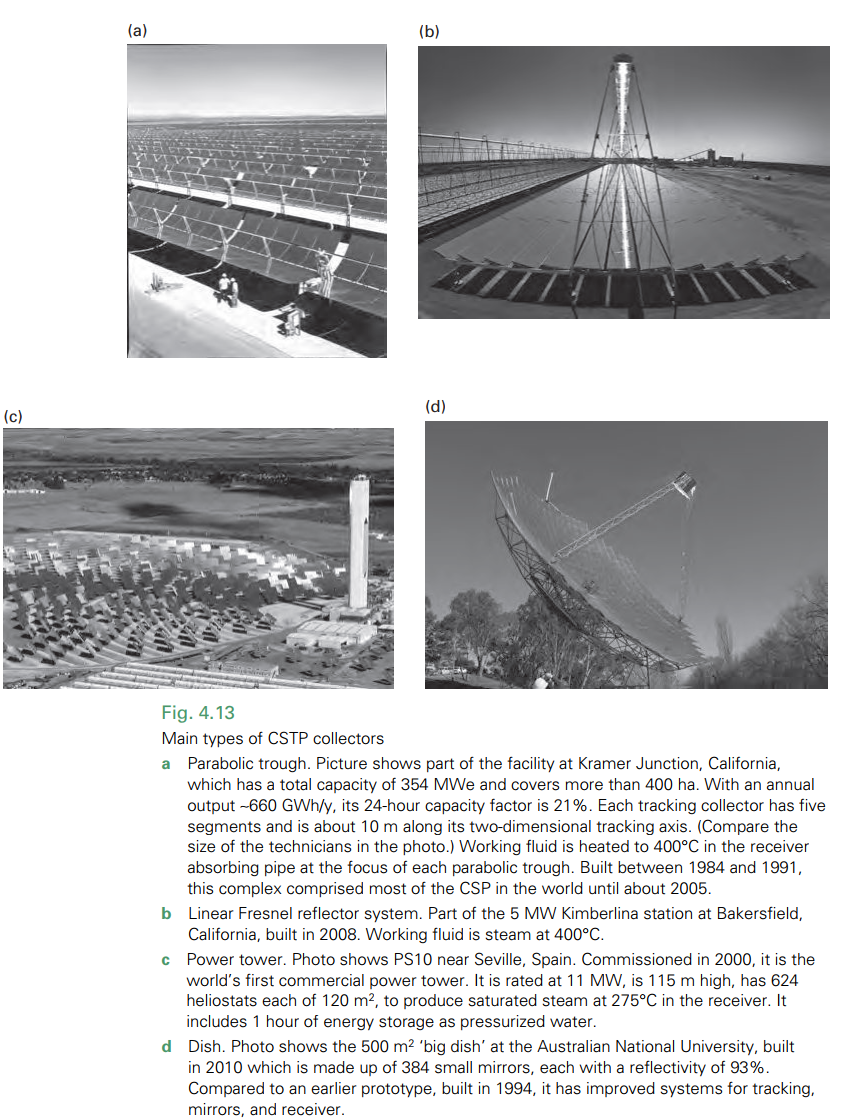 (a)
(b)
(c)
(d)
Fig. 4.13
Main types of CSTP collectors
a Parabolic trough. Picture shows part of the facility at Kramer Junction, California,
which has a total capacity of 354 MWe and covers more than 400 ha. With an annual
output ~660 GWh/y, its 24-hour capacity factor is 21%. Each tracking collector has five
segments and is about 10 m along its two-dimensional tracking axis. (Compare the
size of the technicians in the photo.) Working fluid is heated to 400°C in the receiver
absorbing pipe at the focus of each parabolic trough. Built between 1984 and 1991,
this complex comprised most of the CSP in the world until about 2005.
b Linear Fresnel reflector system. Part of the 5 MW Kimberlina station at Bakersfield,
California, built in 2008. Working fluid is steam at 400°C.
c Power tower. Photo shows PS10 near Seville, Spain. Commissioned in 2000, it is the
world's first commercial power tower. It is rated at 11 MW, is 115 m high, has 624
heliostats each of 120 m², to produce saturated steam at 275°C in the receiver. It
includes 1 hour of energy storage as pressurized water.
d Dish. Photo shows the 500 m² 'big dish' at the Australian National University, built
in 2010 which is made up of 384 small mirrors, each with a reflectivity of 93%.
Compared to an earlier prototype, built in 1994, it has improved systems for tracking,
mirrors, and receiver.